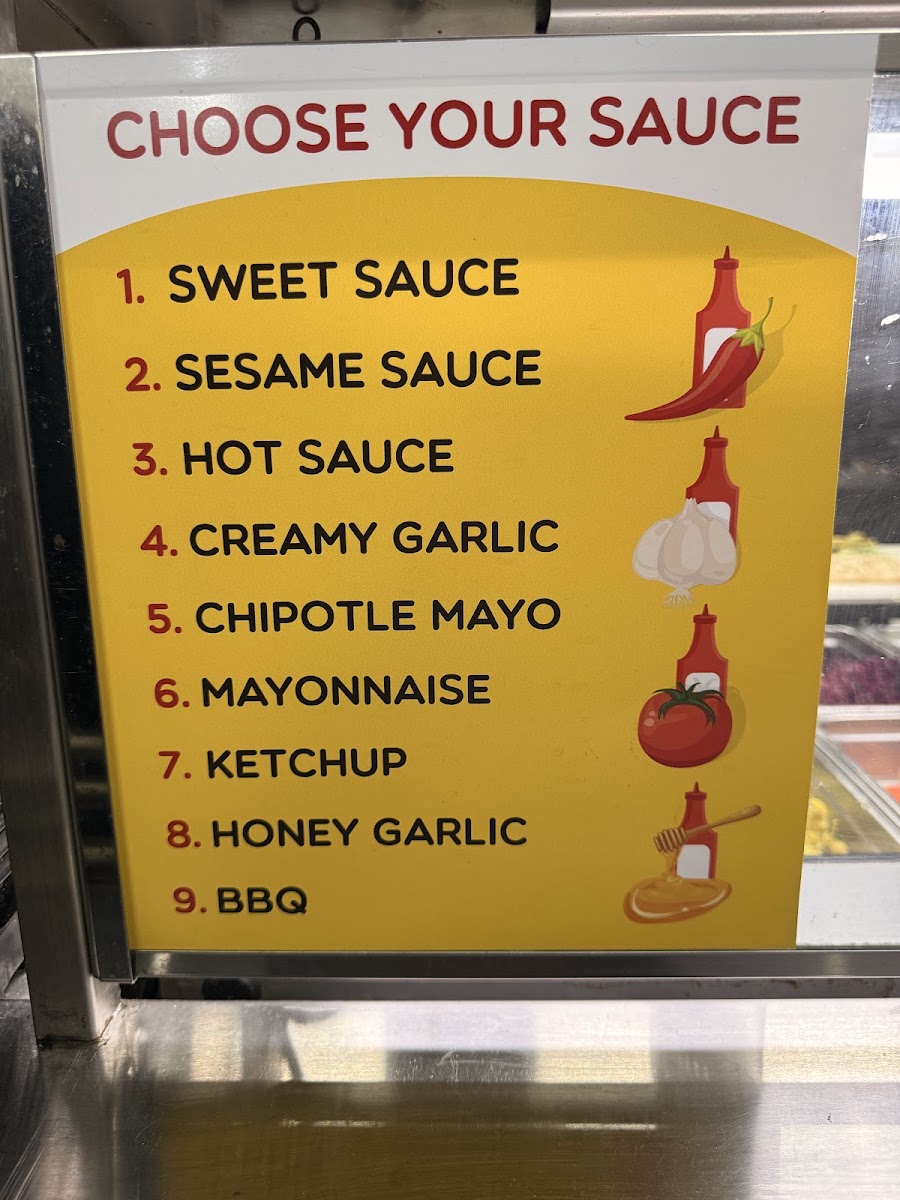 CHOOSE YOUR SAUCE
1. SWEET SAUCE
2. SESAME SAUCE
3. HOT SAUCE
4. CREAMY GARLIC
5. CHIPOTLE MAYO
6. MAYONNAISE
7. KETCHUP
8. HONEY GARLIC
9. BBQ